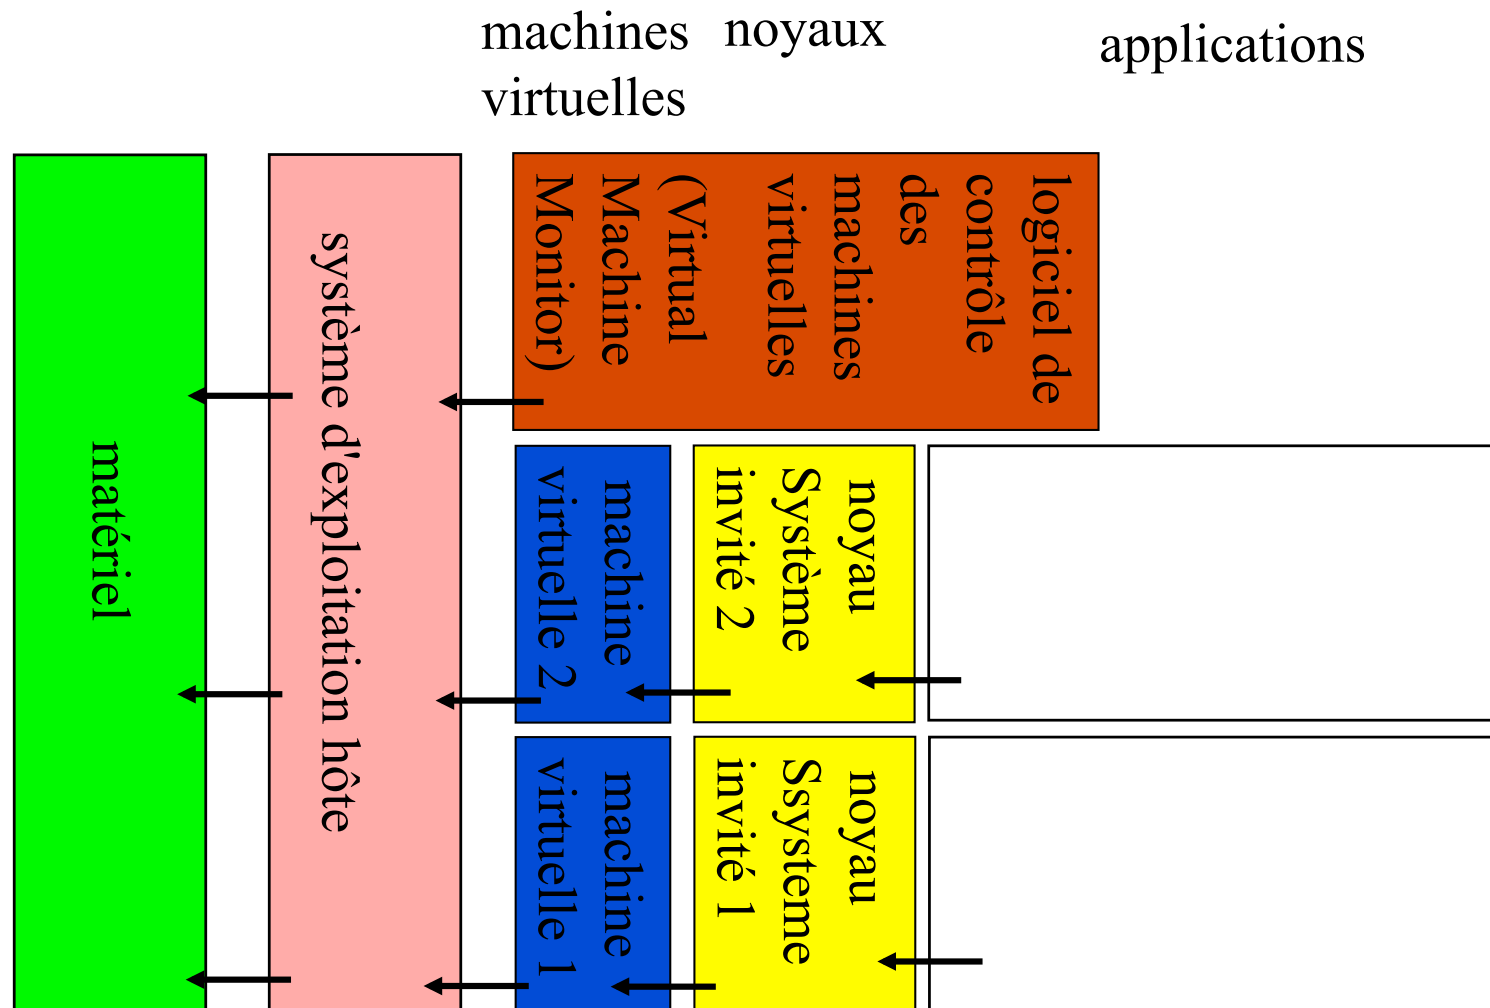 machines
virtuelles
noyaux
applications
logiciel de
contrôle
des
machines
virtuelles
(Virtual
Machine
Monitor)
système d'exploitation hôte
matériel
noyau
Système
invité 2
machine
virtuelle 2
noyau
Ssysteme
invité 1
machine
virtuelle 1